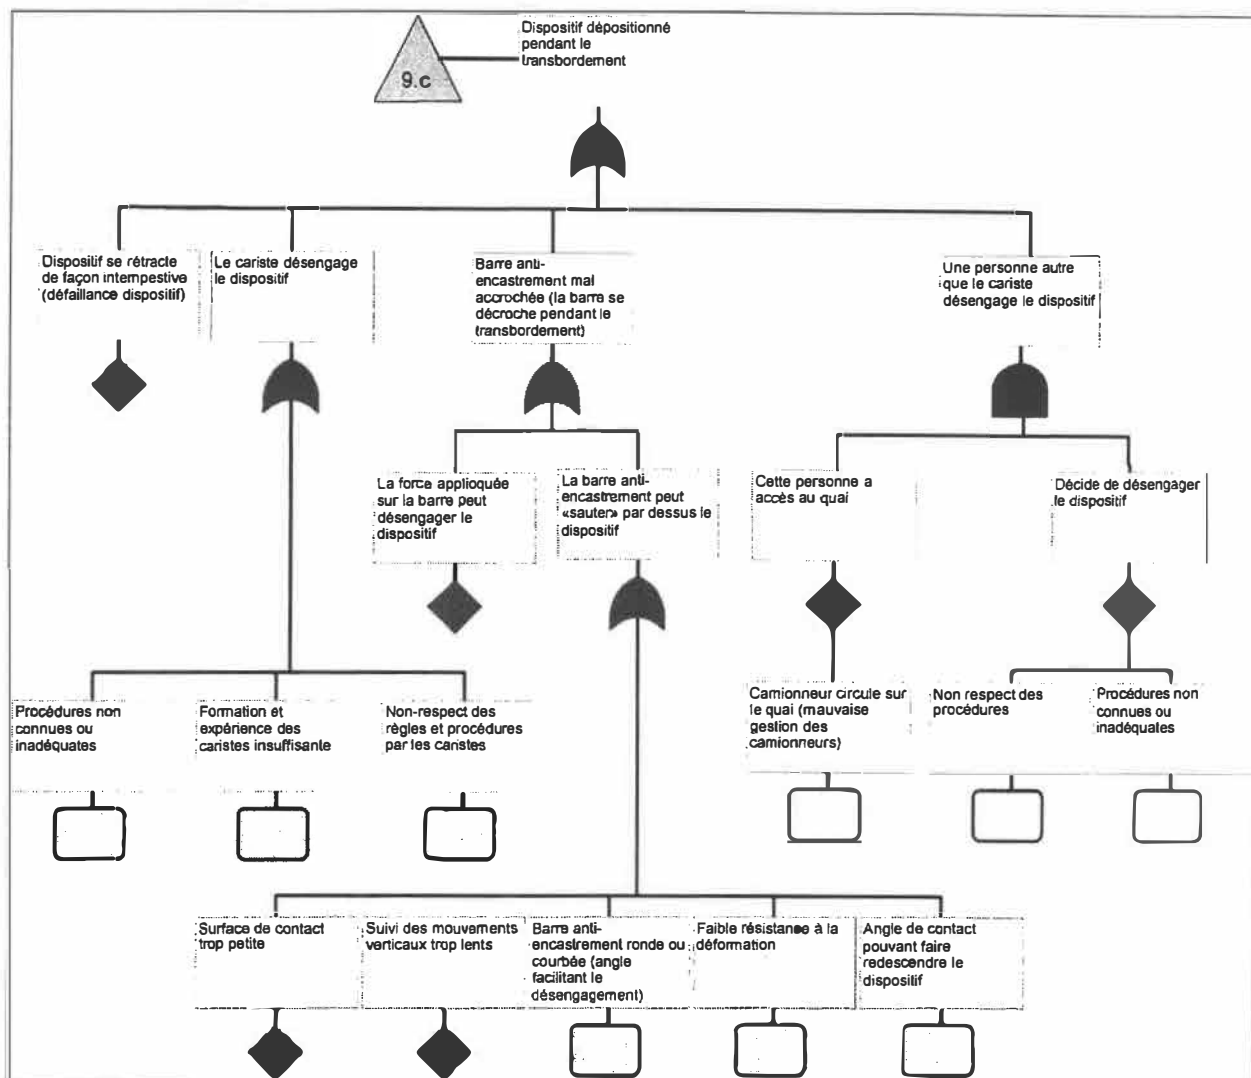 Dispositif dépositionné
pendant le
transbordement
9.c
Dispositif se rétracte
de façon intempestive
(défaillance dispositif)
Le cariste désengage
le dispositif
Barre anti-
encastrement mal
accrochée (la barre se
décroche pendant le
transbordement)
Une personne autre
que le cariste
désengage le dispositif
La force applioquée
sur la barre peut
désengager le
dispositif
La barre anti-
encastrement peut
«sauter» par dessus le
dispositif
Cette personne a
accès au quai
Décide de désengager
le dispositif
Procédures non
connues ou
inadéquates
Formation et
expérience des
caristes insuffisante
Non-respect des
règles et procédures
par les caristes
Camionneur circule sur
le quai (mauvaise
gestion des
camionneurs)
Non respect des
procédures
Procédures non
connues ou
inadéquates
Surface de contact
trop petite
Suivi des mouvements
verticaux trop lents
Barre anti-
encastrement ronde ou
courbée (angle
facilitant le
désengagement)
Faible résistance à la
déformation
Angle de contact
pouvant faire
redescendre le
dispositif